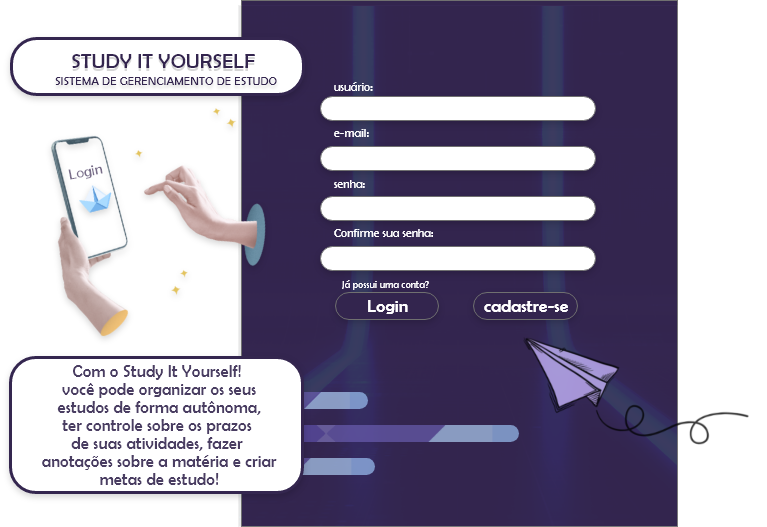 STUDY IT YOURSELF
SISTEMA DE GERENCIAMENTO DE ESTUDO
Login
usuário:
e-mail:
senha:
Confirme sua senha:
Já possui uma conta?
Login
cadastre-se
Com o Study It Yourself!
você pode organizar os seus
estudos de forma autônoma,
ter controle sobre os prazos
de suas atividades, fazer
anotações sobre a matéria e criar
metas de estudo!